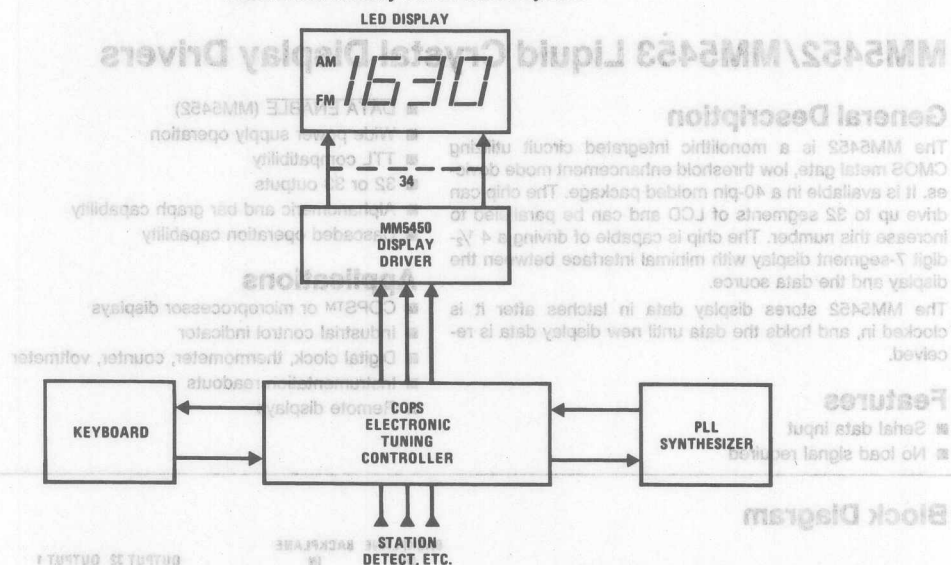 LED DISPLAY
AM
FM
1630
34
MM5450
DISPLAY
DRIVER
KEYBOARD
COPS
ELECTRONIC
TUNING
CONTROLLER
PLL
SYNTHESIZER
STATION
DETECT, ETC.
MM5452/MM5453 Liquid Crystal Display Drivers
General Description
The MM5452 is a monolithic integrated circuit utilizing
CMOS metal gate, low threshold enhancement mode devic-
es. It is available in a 40-pin molded package. The chip can
drive up to 32 segments of LCD and can be paralleled to
increase this number. The chip is capable of driving a 4 ½-
digit 7-segment display with minimal interface between the
display and the data source.
The MM5452 stores display data in latches after it is
clocked in, and holds the data until new display data is re-
ceived.
Features
■ Serial data input
■ No load signal required
■ DATA ENABLE (MM5452)
■ Wide power supply operation
■ TTL compatibility
■ 32 or 33 outputs
■ Alphanumeric and bar graph capability
■ Cascaded operation capability
Applications
■ COPS™ or microprocessor displays
■ Industrial control indicator
■ Digital clock, thermometer, counter, voltmeter
■ Instrumentation readouts
■ Remote displays
Block Diagram
BACKPLANE
IN
OUTPUT 32
OUTPUT 1